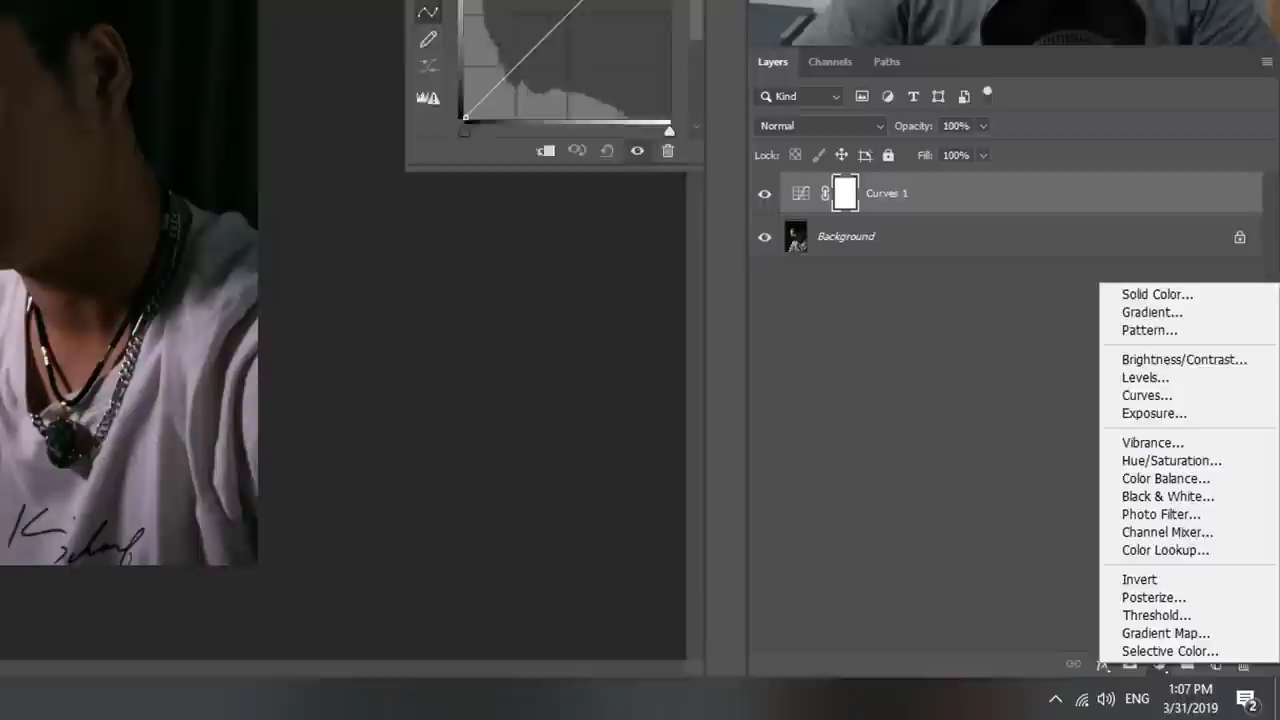 Layers Channels Paths
Kind
Normal Opacity: 100%
Lock: Fill: 100%
Curves 1
Background
Solid Color...
Gradient...
Pattern...
Brightness/Contrast...
Levels...
Curves...
Exposure...
Vibrance...
Hue/Saturation...
Color Balance...
Black & White...
Photo Filter...
Channel Mixer...
Color Lookup...
Invert
Posterize...
Threshold...
Gradient Map...
Selective Color...
ENG 1:07 PM
3/31/2019 2